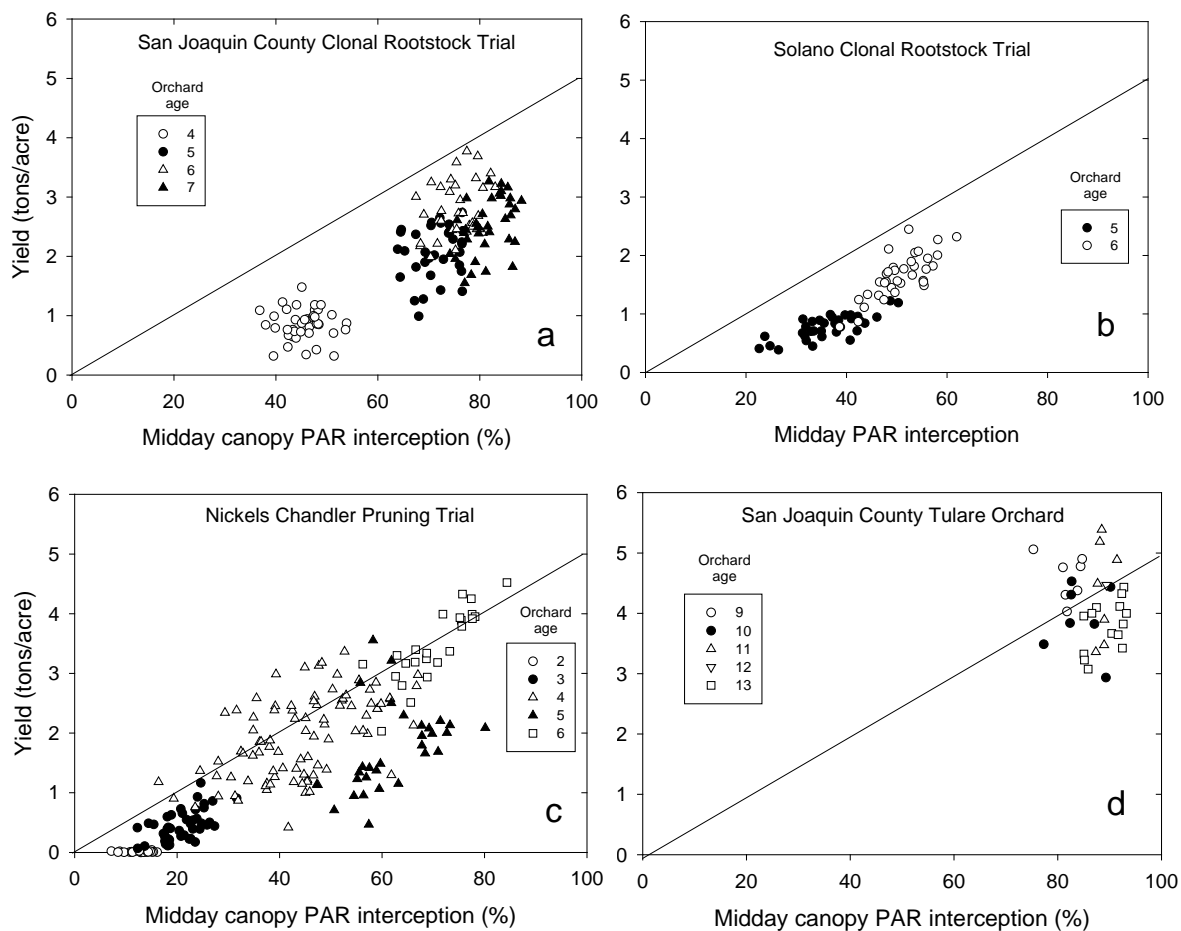 San Joaquin County Clonal Rootstock Trial
Yield (tons/acre)
6
5
4
3
2
1
0
Orchard
age
4
5
6
7
a
0 20 40 60 80 100
Midday canopy PAR interception (%)
Solano Clonal Rootstock Trial
6
5
4
3
2
1
0
Orchard
age
5
6
b
0 20 40 60 80 100
Midday PAR interception
Nickels Chandler Pruning Trial
Yield (tons/acre)
6
5
4
3
2
1
0
Orchard
age
2
3
4
5
6
c
0 20 40 60 80 100
Midday canopy PAR interception (%)
San Joaquin County Tulare Orchard
6
5
4
3
2
1
0
Orchard
age
9
10
11
12
13
d
0 20 40 60 80 100
Midday canopy PAR interception (%)